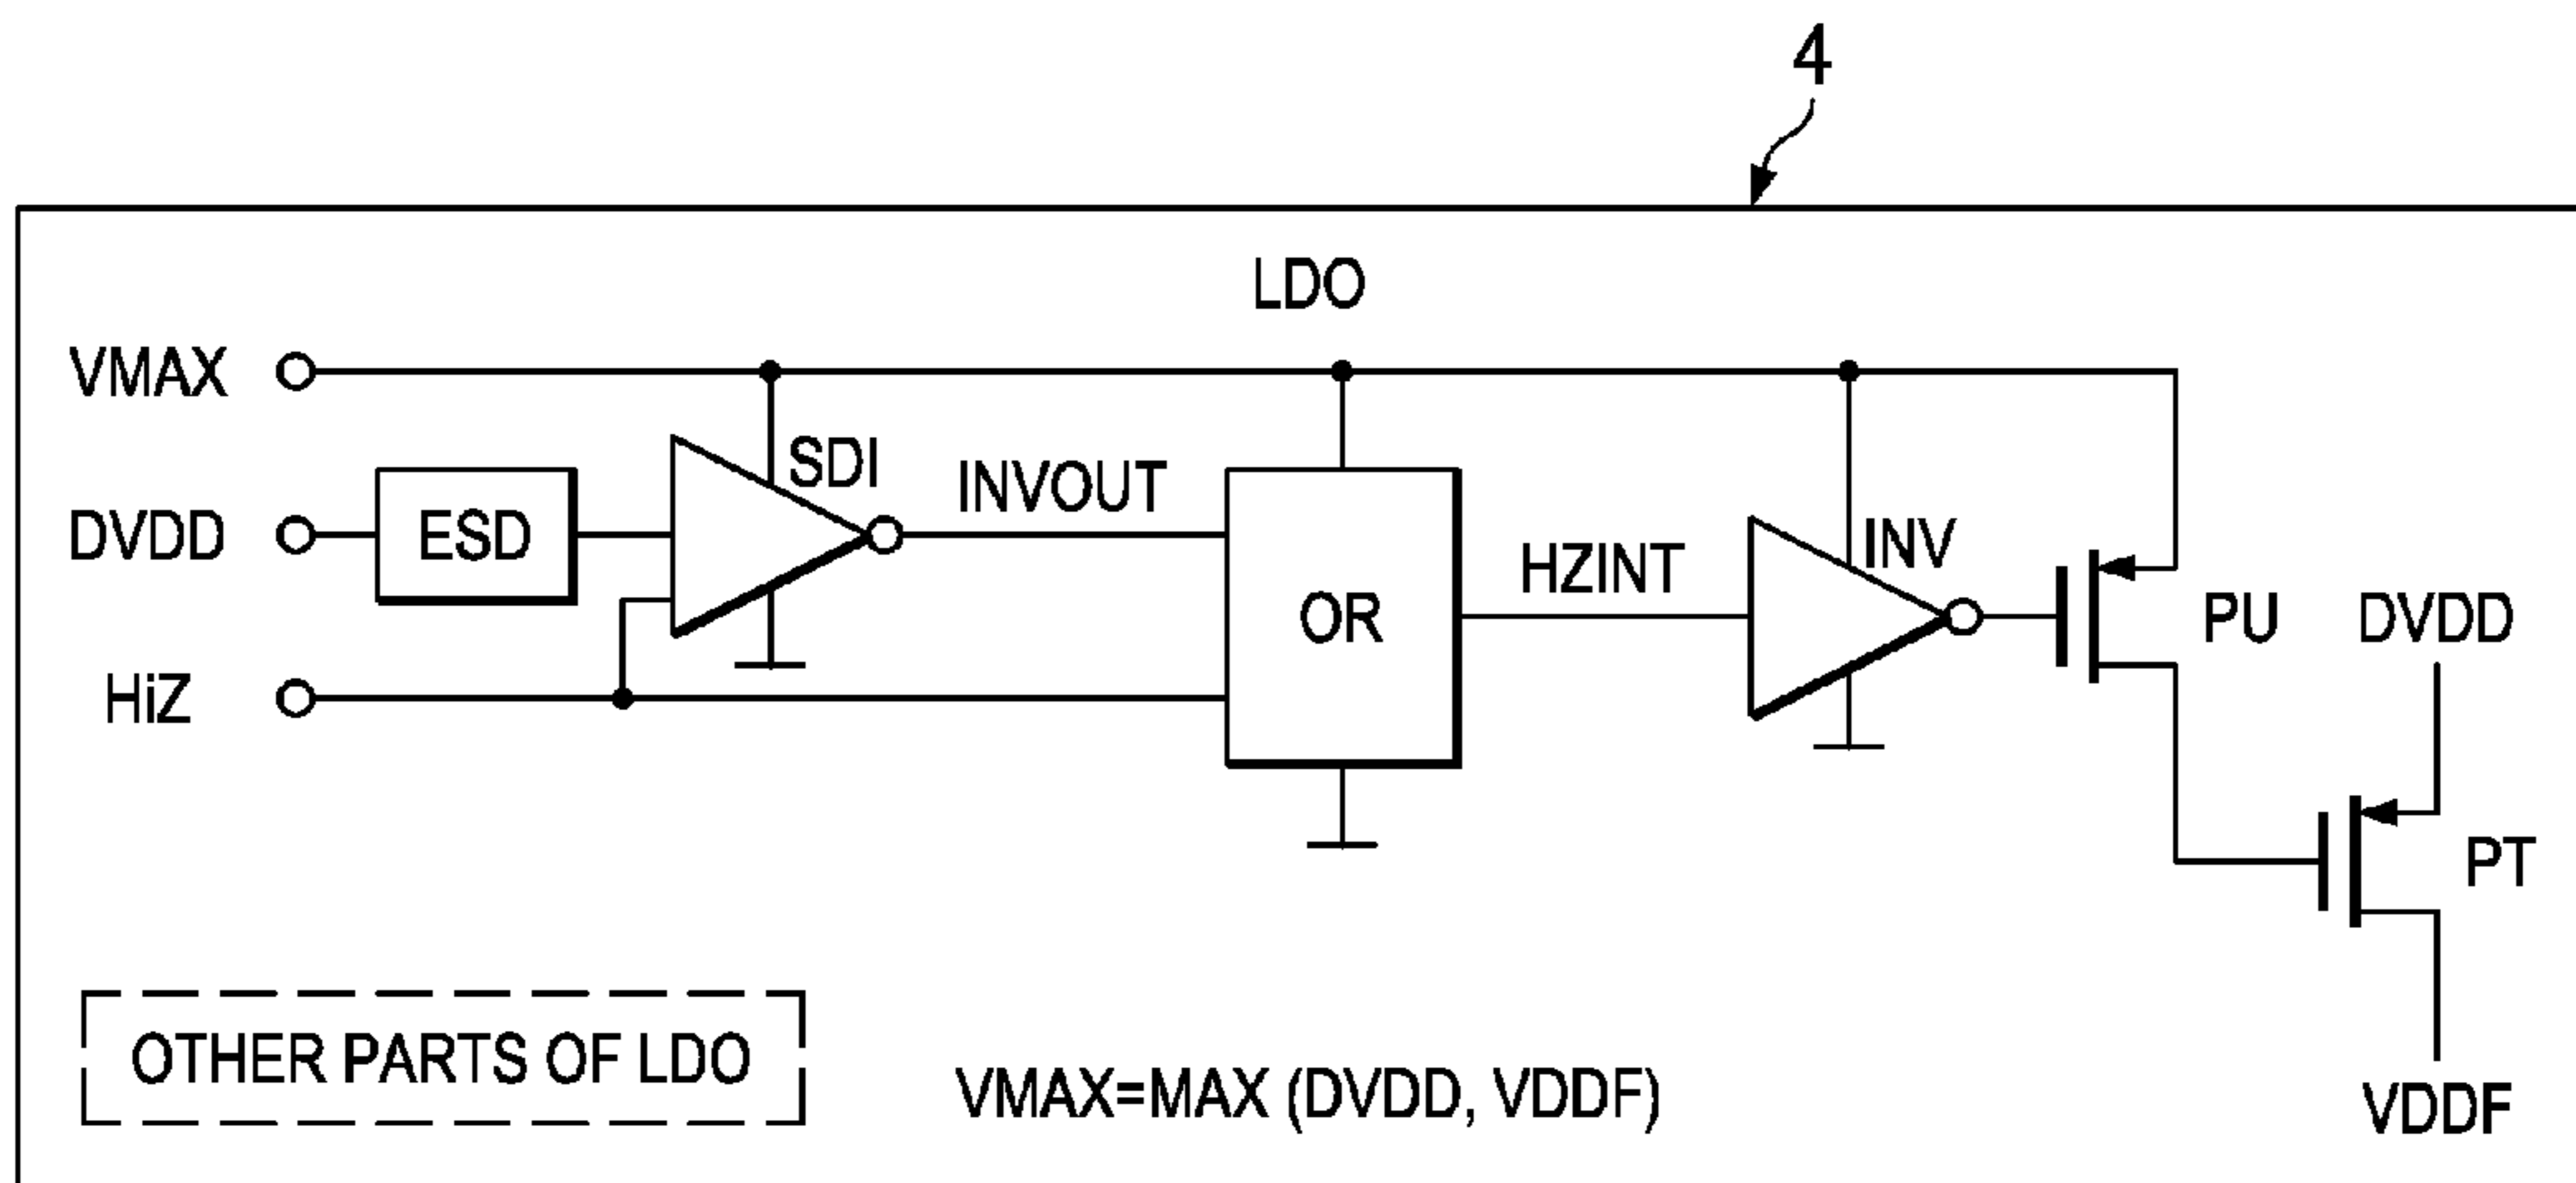 4
LDO
VMAX
SDI
INVOUT
DVDD
ESD
HZINT
INV
OR
PU
DVDD
HiZ
PT
OTHER PARTS OF LDO
VMAX=MAX (DVDD, VDDF)
VDDF